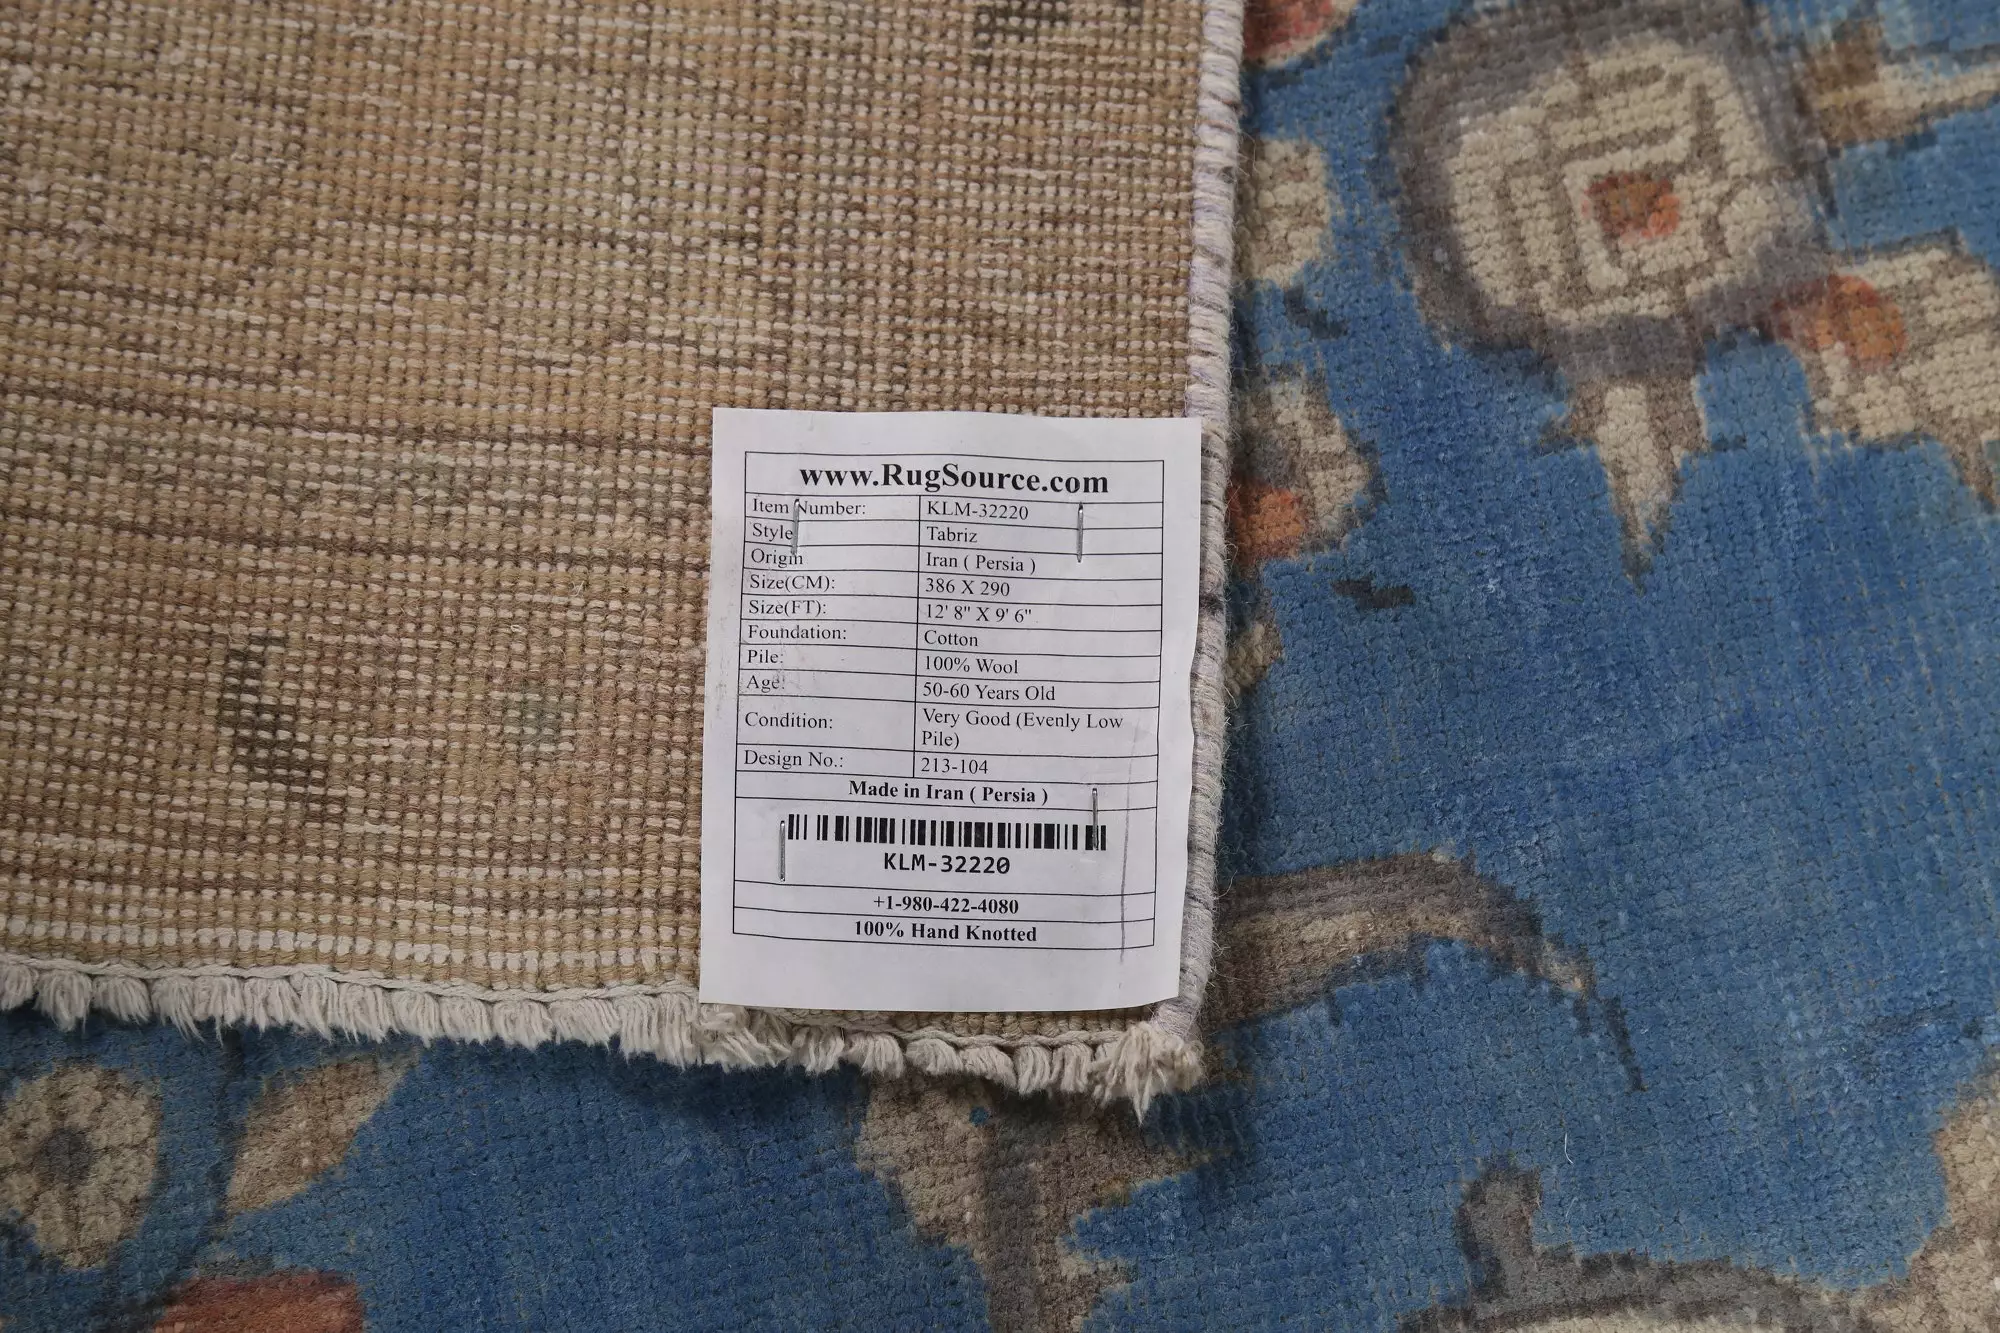 www.RugSource.com
Item Number: KLM-32220
Style Tabriz
Origin Iran ( Persia )
Size(CM): 386 X 290
Size(FT): 12' 8" X 9' 6"
Foundation: Cotton
Pile: 100% Wool
Age: 50-60 Years Old
Condition: Very Good (Evenly Low
Pile)
Design No.: 213-104
Made in Iran ( Persia )
KLM-32220
+1-980-422-4080
100% Hand Knotted